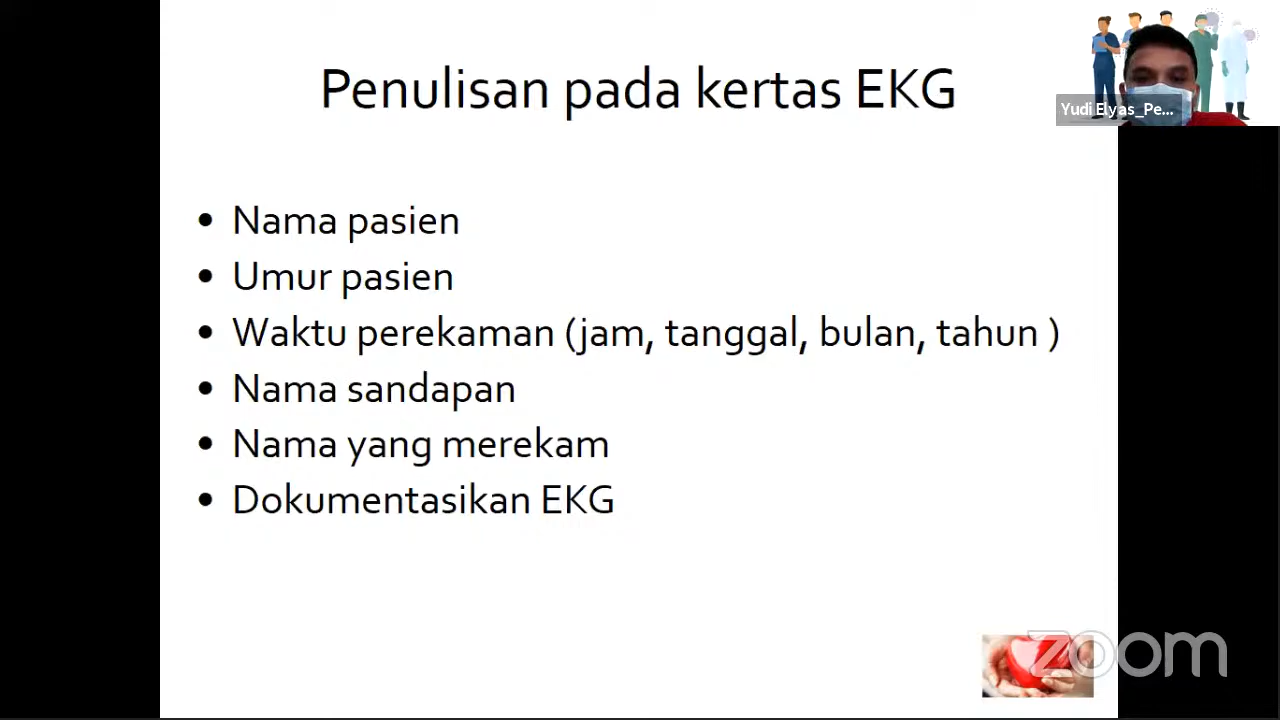 Penulisan pada kertas EKG
Yudi Elyas_Pe...
• Nama pasien
• Umur pasien
• Waktu perekaman (jam, tanggal, bulan, tahun )
• Nama sandapan
• Nama yang merekam
• Dokumentasikan EKG
zoom